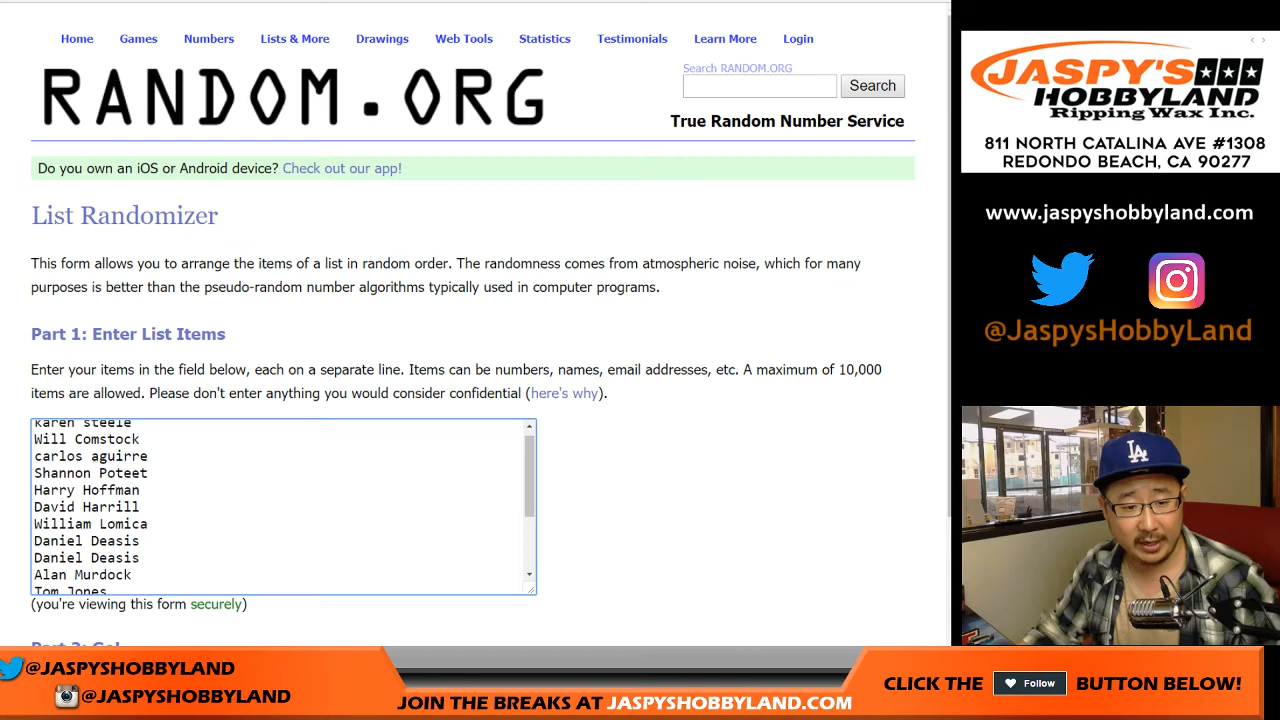 Home Games Numbers Lists & More Drawings Web Tools Statistics Testimonials Learn More Login
RANDOM.ORG
Search RANDOM.ORG
Search
True Random Number Service
Do you own an iOS or Android device? Check out our app!
List Randomizer
This form allows you to arrange the items of a list in random order. The randomness comes from atmospheric noise, which for many
purposes is better than the pseudo-random number algorithms typically used in computer programs.
Part 1: Enter List Items
Enter your items in the field below, each on a separate line. Items can be numbers, names, email addresses, etc. A maximum of 10,000
items are allowed. Please don't enter anything you would consider confidential (here's why).
karen steele
Will Comstock
carlos aguirre
Shannon Poteet
Harry Hoffman
David Harrill
William Lomica
Daniel Deasis
Daniel Deasis
Alan Murdock
Tom Jones
(you're viewing this form securely)
Part 2: Go!
JASPY'S
HOBBYLAND
Ripping Wax Inc.
811 NORTH CATALINA AVE #1308
REDONDO BEACH, CA 90277
www.jaspyshobbyland.com
@JaspysHobbyLand
LA
@JASPYSHOBBYLAND
@JASPYSHOBBYLAND
JOIN THE BREAKS AT JASPYSHOBBYLAND.COM
CLICK THE Follow BUTTON BELOW!